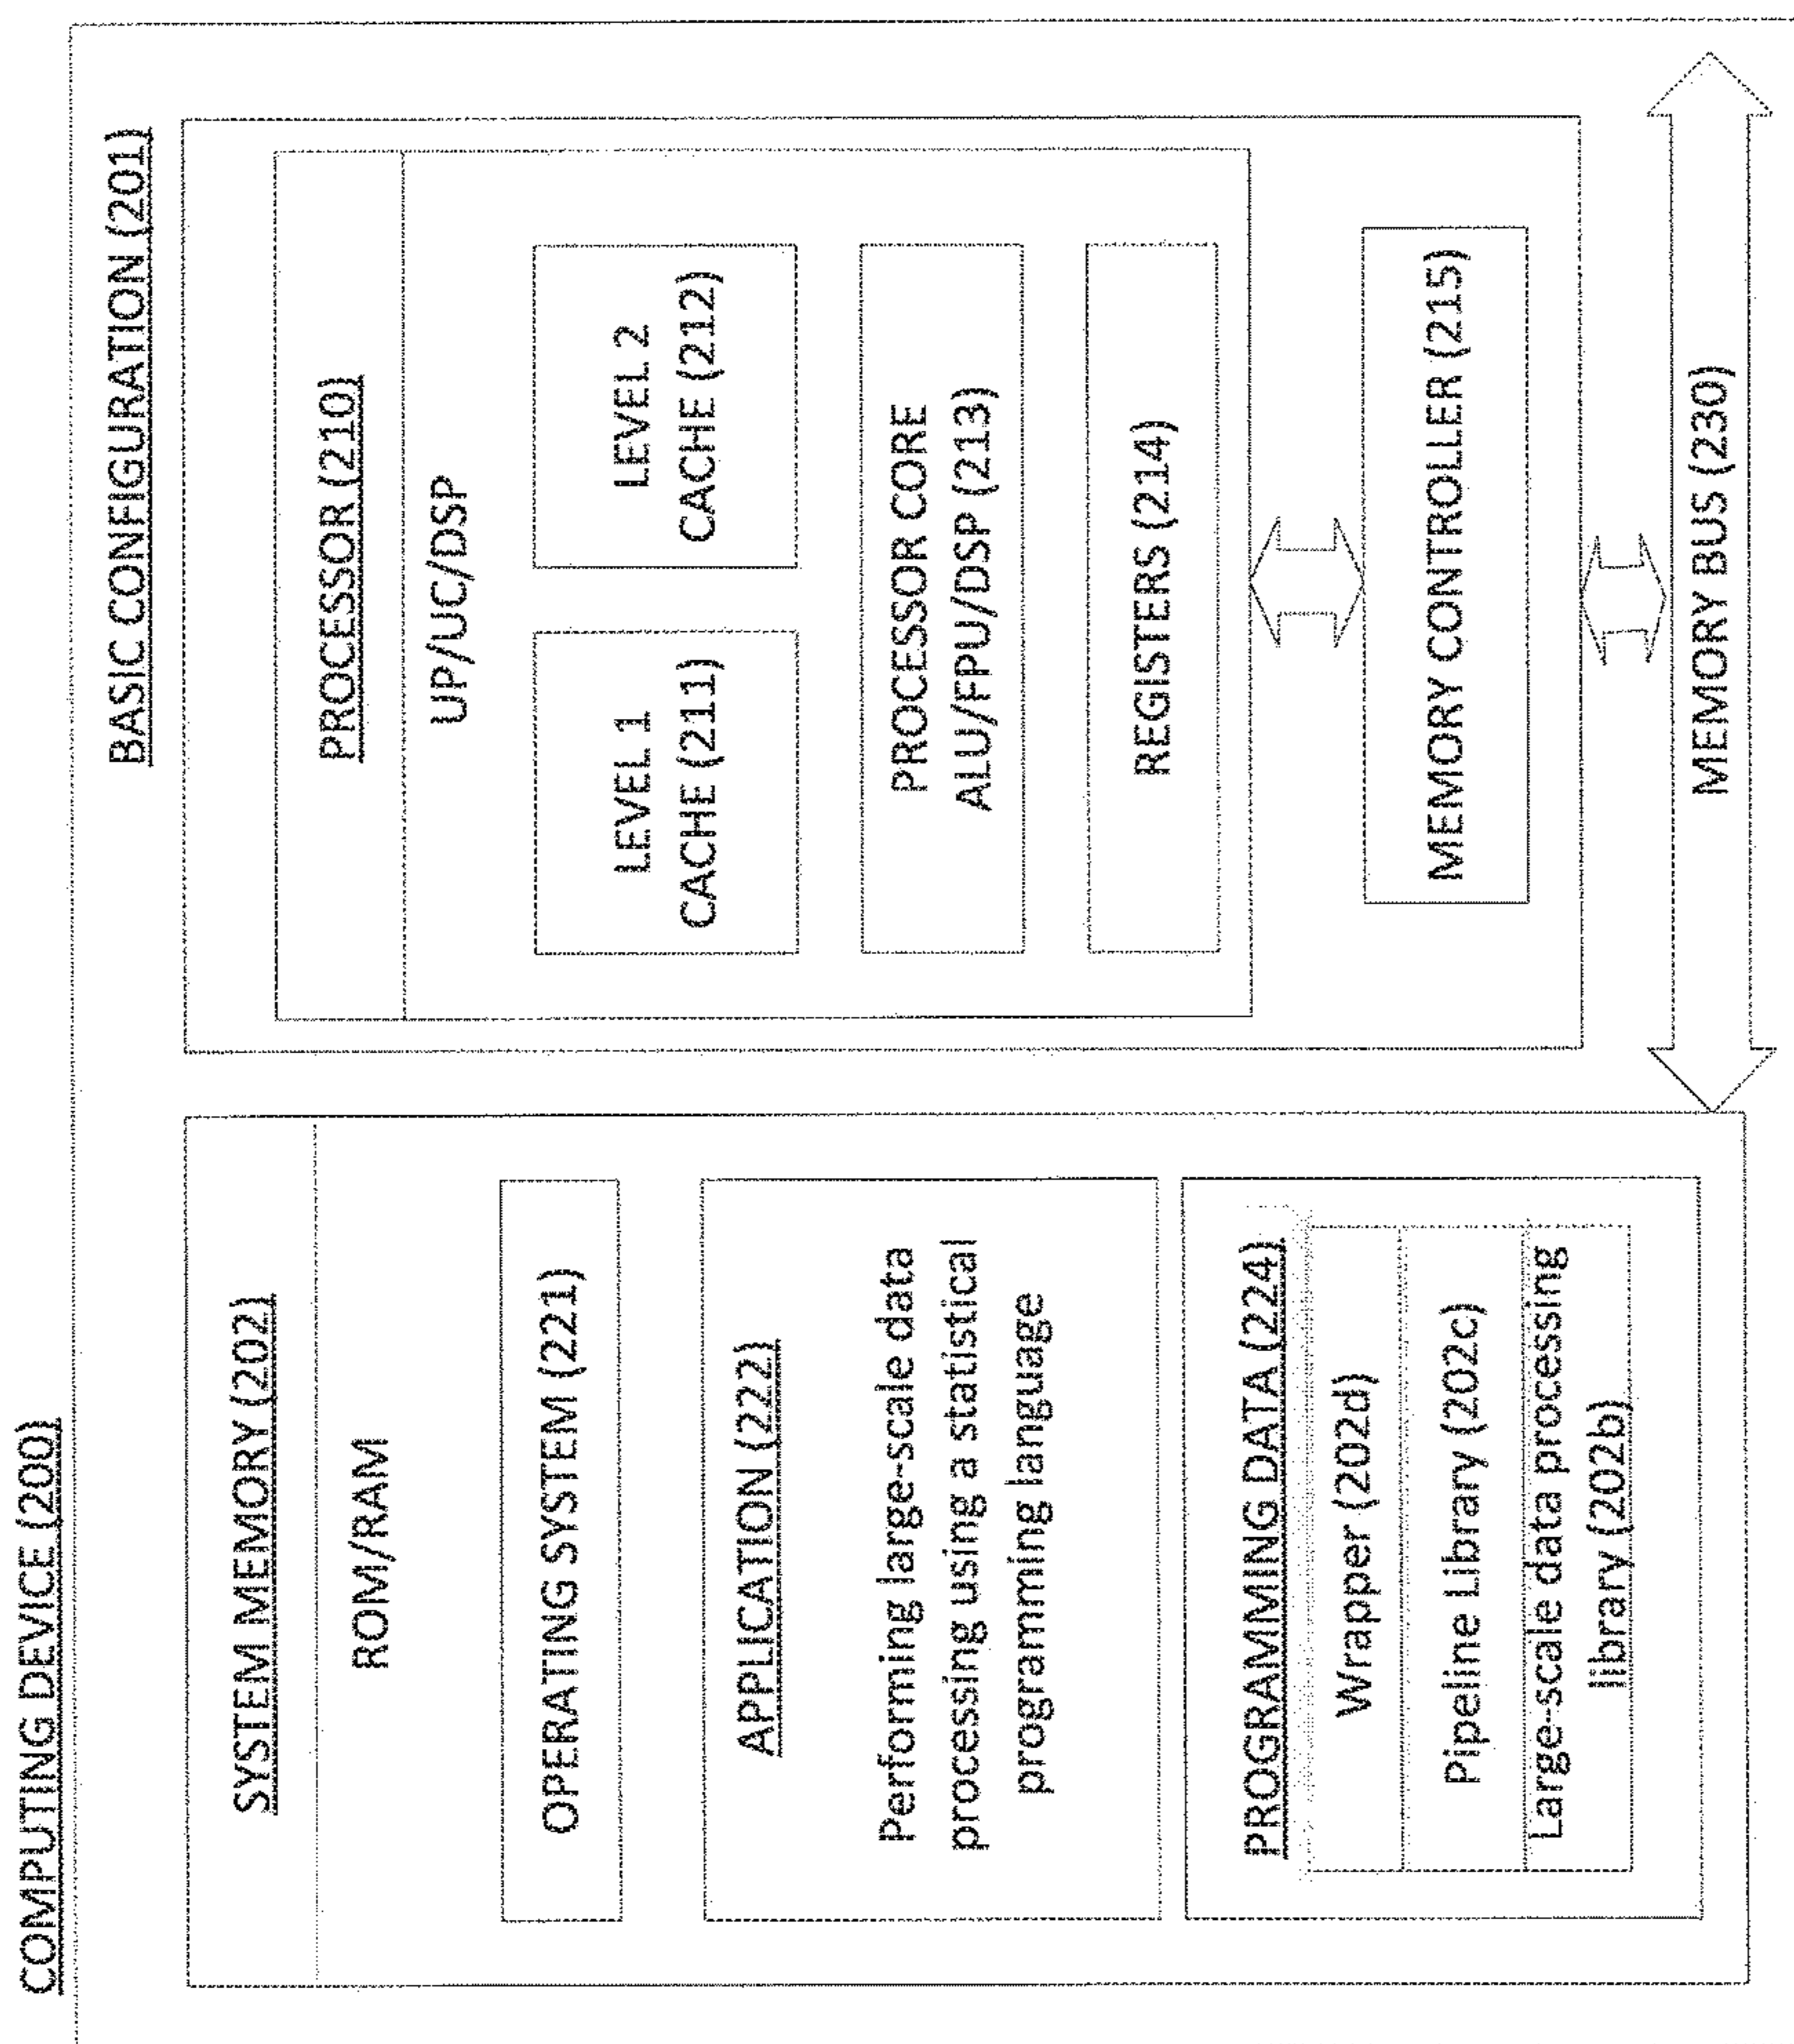 COMPUTING DEVICE (200)
SYSTEM MEMORY (202)
ROM/RAM
OPERATING SYSTEM (221)
APPLICATION (222)
Performing large-scale data
processing using a statistical
programming language
PROGRAMMING DATA (224)
Wrapper (202d)
Pipeline Library (202c)
Large-scale data processing
library (202b)
BASIC CONFIGURATION (201)
PROCESSOR (210)
UP/UC/DSP
LEVEL 1
CACHE (211)
LEVEL 2
CACHE (212)
PROCESSOR CORE
ALU/FPU/DSP (213)
REGISTERS (214)
MEMORY CONTROLLER (215)
MEMORY BUS (230)